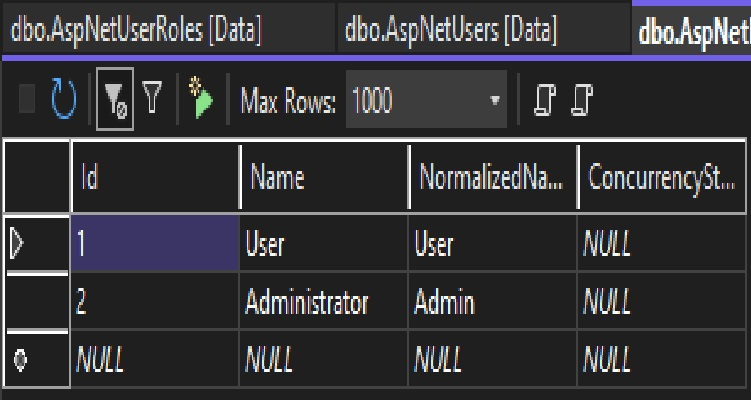 dbo.AspNetUserRoles [Data] dbo.AspNetUsers [Data] dbo.AspNet
Max Rows: 1000
Id Name NormalizedNa... ConcurrencySt...
1 User User NULL
2 Administrator Admin NULL
NULL NULL NULL NULL